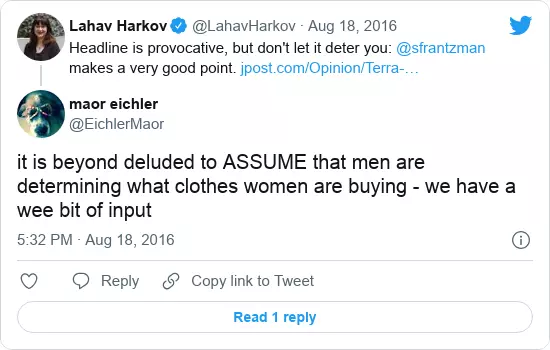 Lahav Harkov @LahavHarkov · Aug 18, 2016
Headline is provocative, but don't let it deter you: @sfrantzman
makes a very good point. jpost.com/Opinion/Terra-…
maor eichler
@EichlerMaor
it is beyond deluded to ASSUME that men are
determining what clothes women are buying - we have a
wee bit of input
5:32 PM · Aug 18, 2016
Reply Copy link to Tweet
Read 1 reply